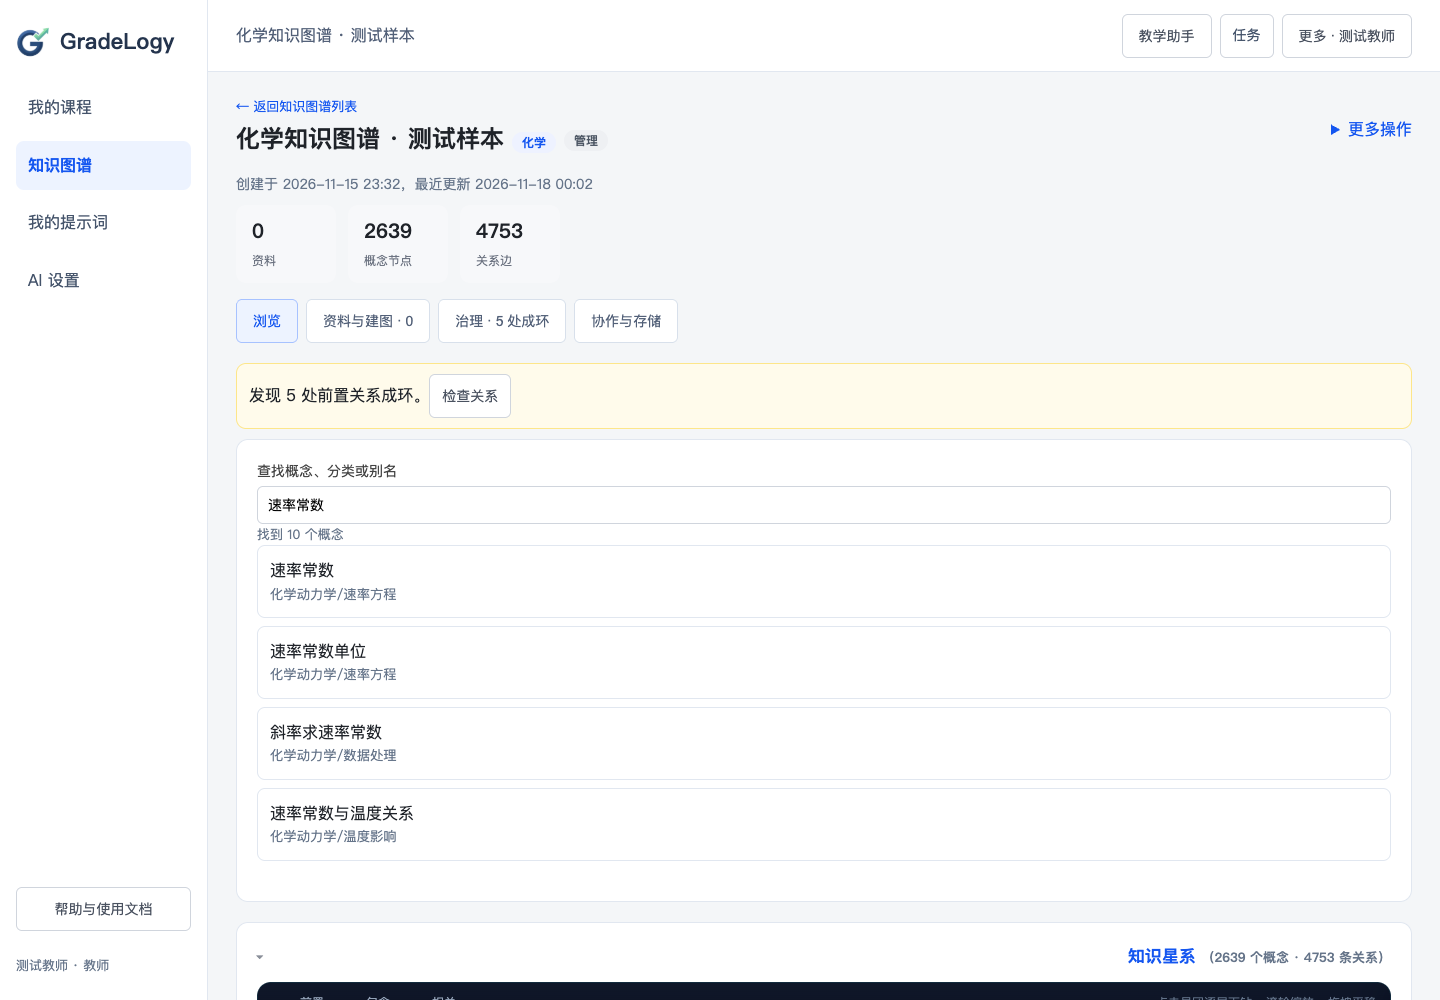 GradeLogy
我的课程
知识图谱
我的提示词
AI 设置
帮助与使用文档
测试教师 · 教师
化学知识图谱 · 测试样本
教学助手
任务
更多 · 测试教师
← 返回知识图谱列表
化学知识图谱 · 测试样本 化学 管理
▶ 更多操作
创建于 2026-11-15 23:32，最近更新 2026-11-18 00:02
0
资料
2639
概念节点
4753
关系边
浏览
资料与建图 · 0
治理 · 5 处成环
协作与存储
发现 5 处前置关系成环。 检查关系
查找概念、分类或别名
速率常数
找到 10 个概念
速率常数
化学动力学/速率方程
速率常数单位
化学动力学/速率方程
斜率求速率常数
化学动力学/数据处理
速率常数与温度关系
化学动力学/温度影响
知识星系 （2639 个概念 · 4753 条关系）